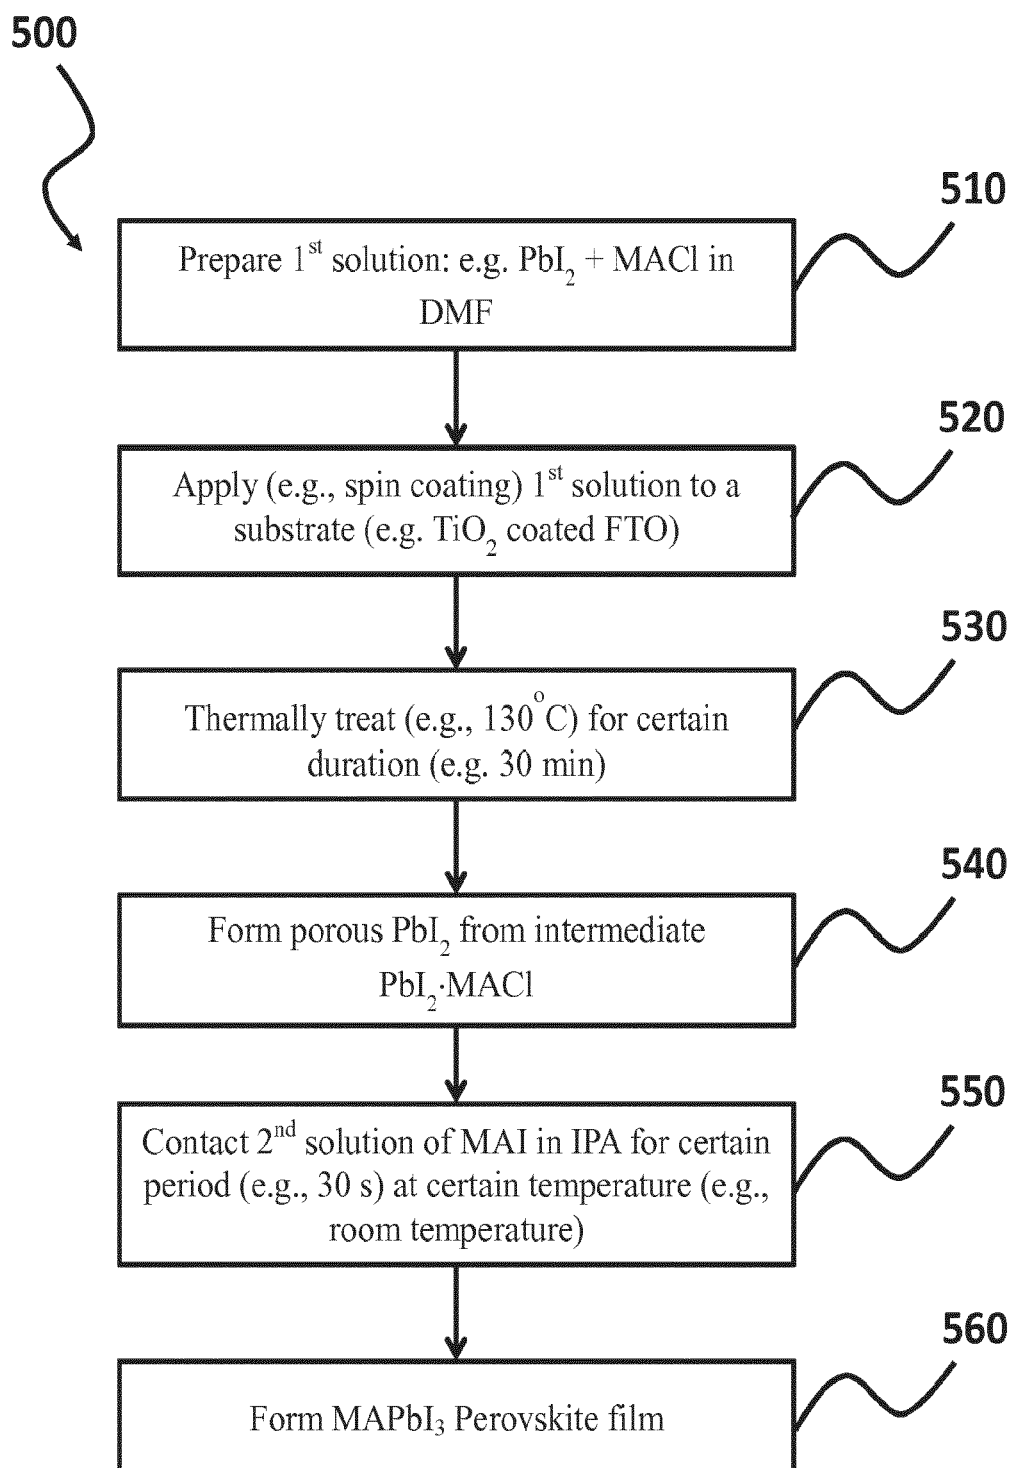 500
510
Prepare 1st solution: e.g. PbI2 + MACl in
DMF
520
Apply (e.g., spin coating) 1st solution to a
substrate (e.g. TiO2 coated FTO)
530
Thermally treat (e.g., 130°C) for certain
duration (e.g. 30 min)
540
Form porous PbI2 from intermediate
PbI2·MACl
550
Contact 2nd solution of MAI in IPA for certain
period (e.g., 30 s) at certain temperature (e.g.,
room temperature)
560
Form MAPbI3 Perovskite film